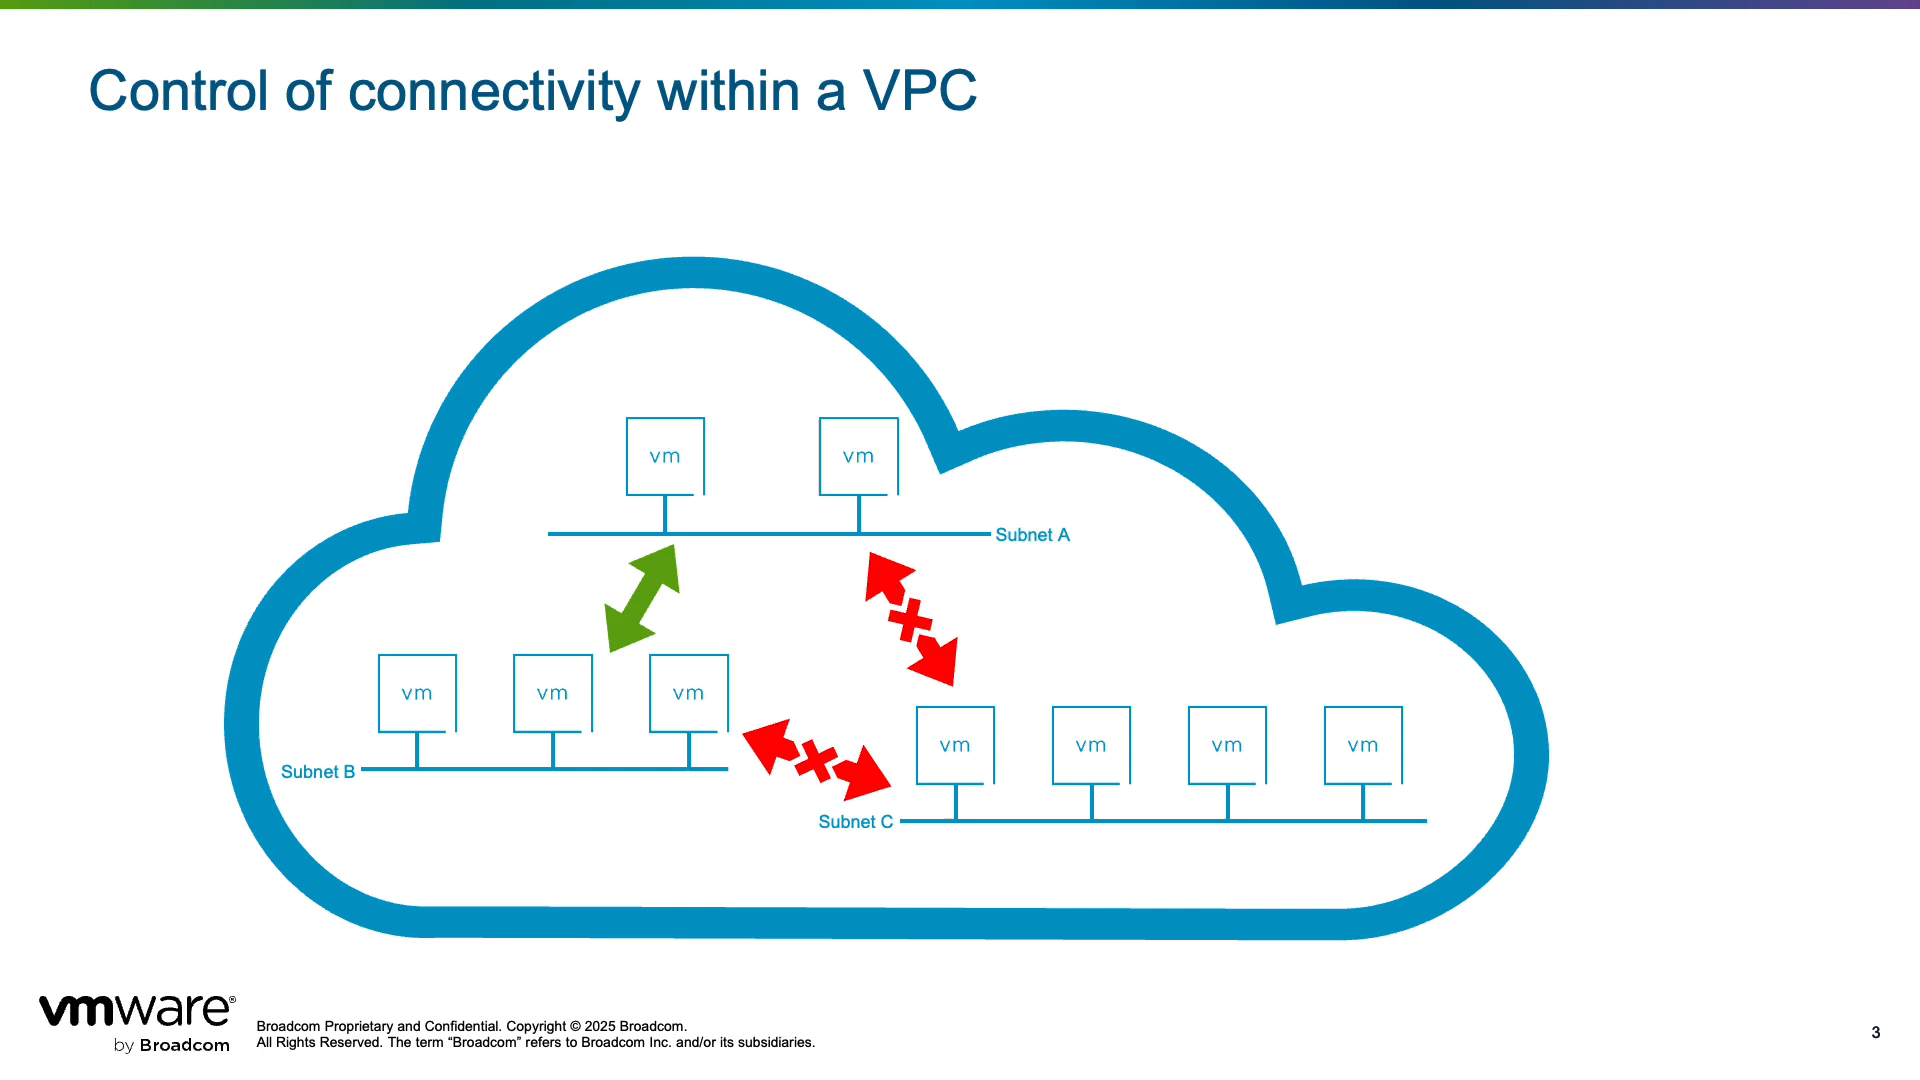 Control of connectivity within a VPC
vm vm
Subnet A
vm vm vm
Subnet B
vm vm vm vm
Subnet C
vmware®
by Broadcom
Broadcom Proprietary and Confidential. Copyright © 2025 Broadcom.
All Rights Reserved. The term “Broadcom” refers to Broadcom Inc. and/or its subsidiaries.
3